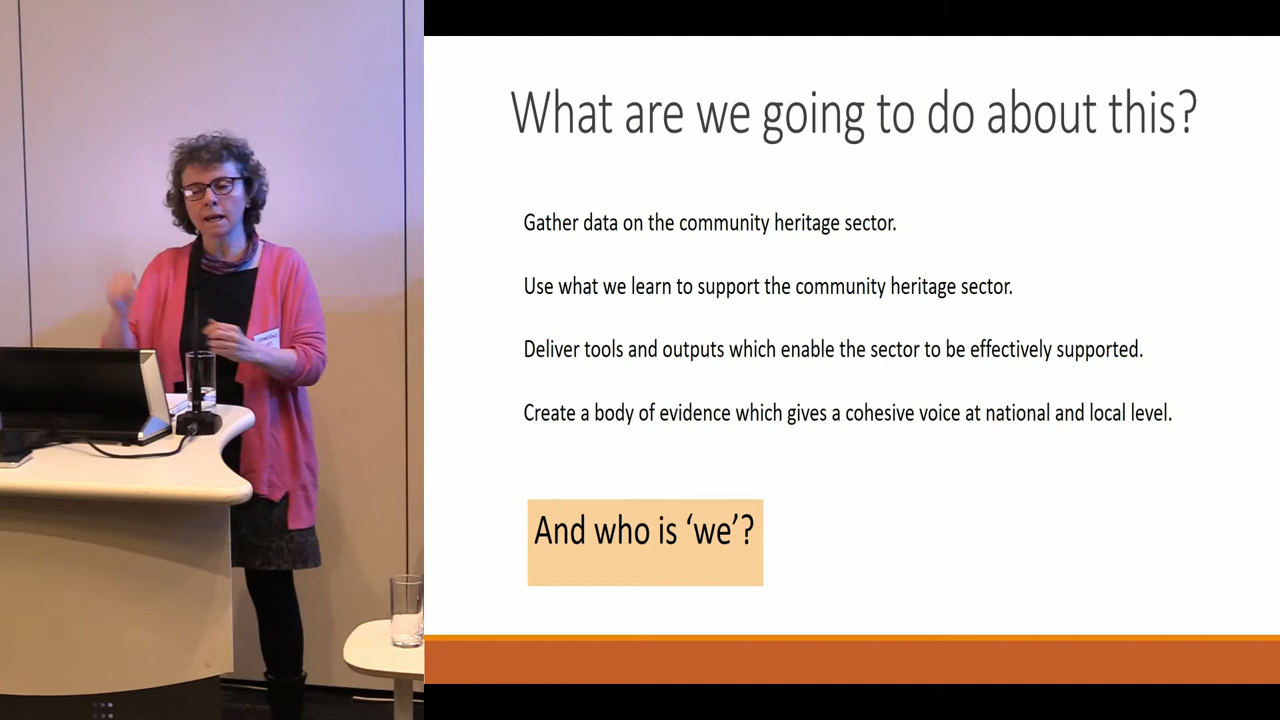 What are we going to do about this?
Gather data on the community heritage sector.
Use what we learn to support the community heritage sector.
Deliver tools and outputs which enable the sector to be effectively supported.
Create a body of evidence which gives a cohesive voice at national and local level.
And who is ‘we’?